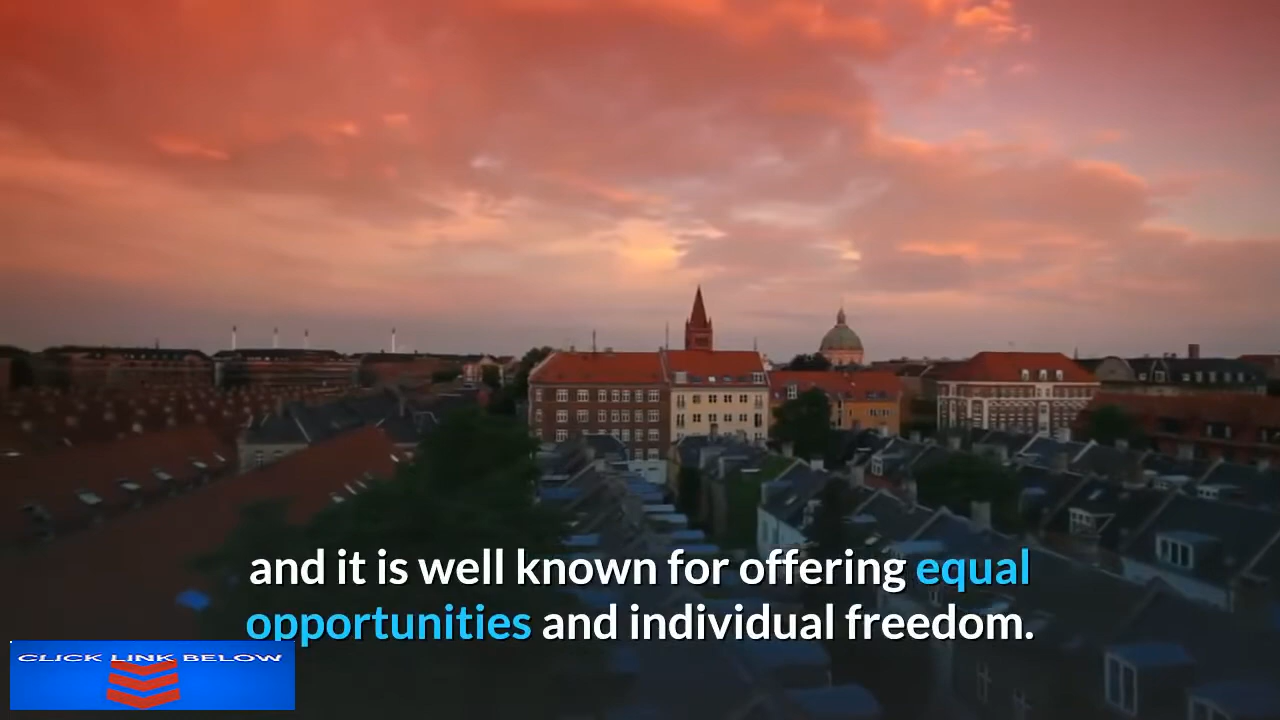 and it is well known for offering equal
opportunities and individual freedom.
CLICK LINK BELOW